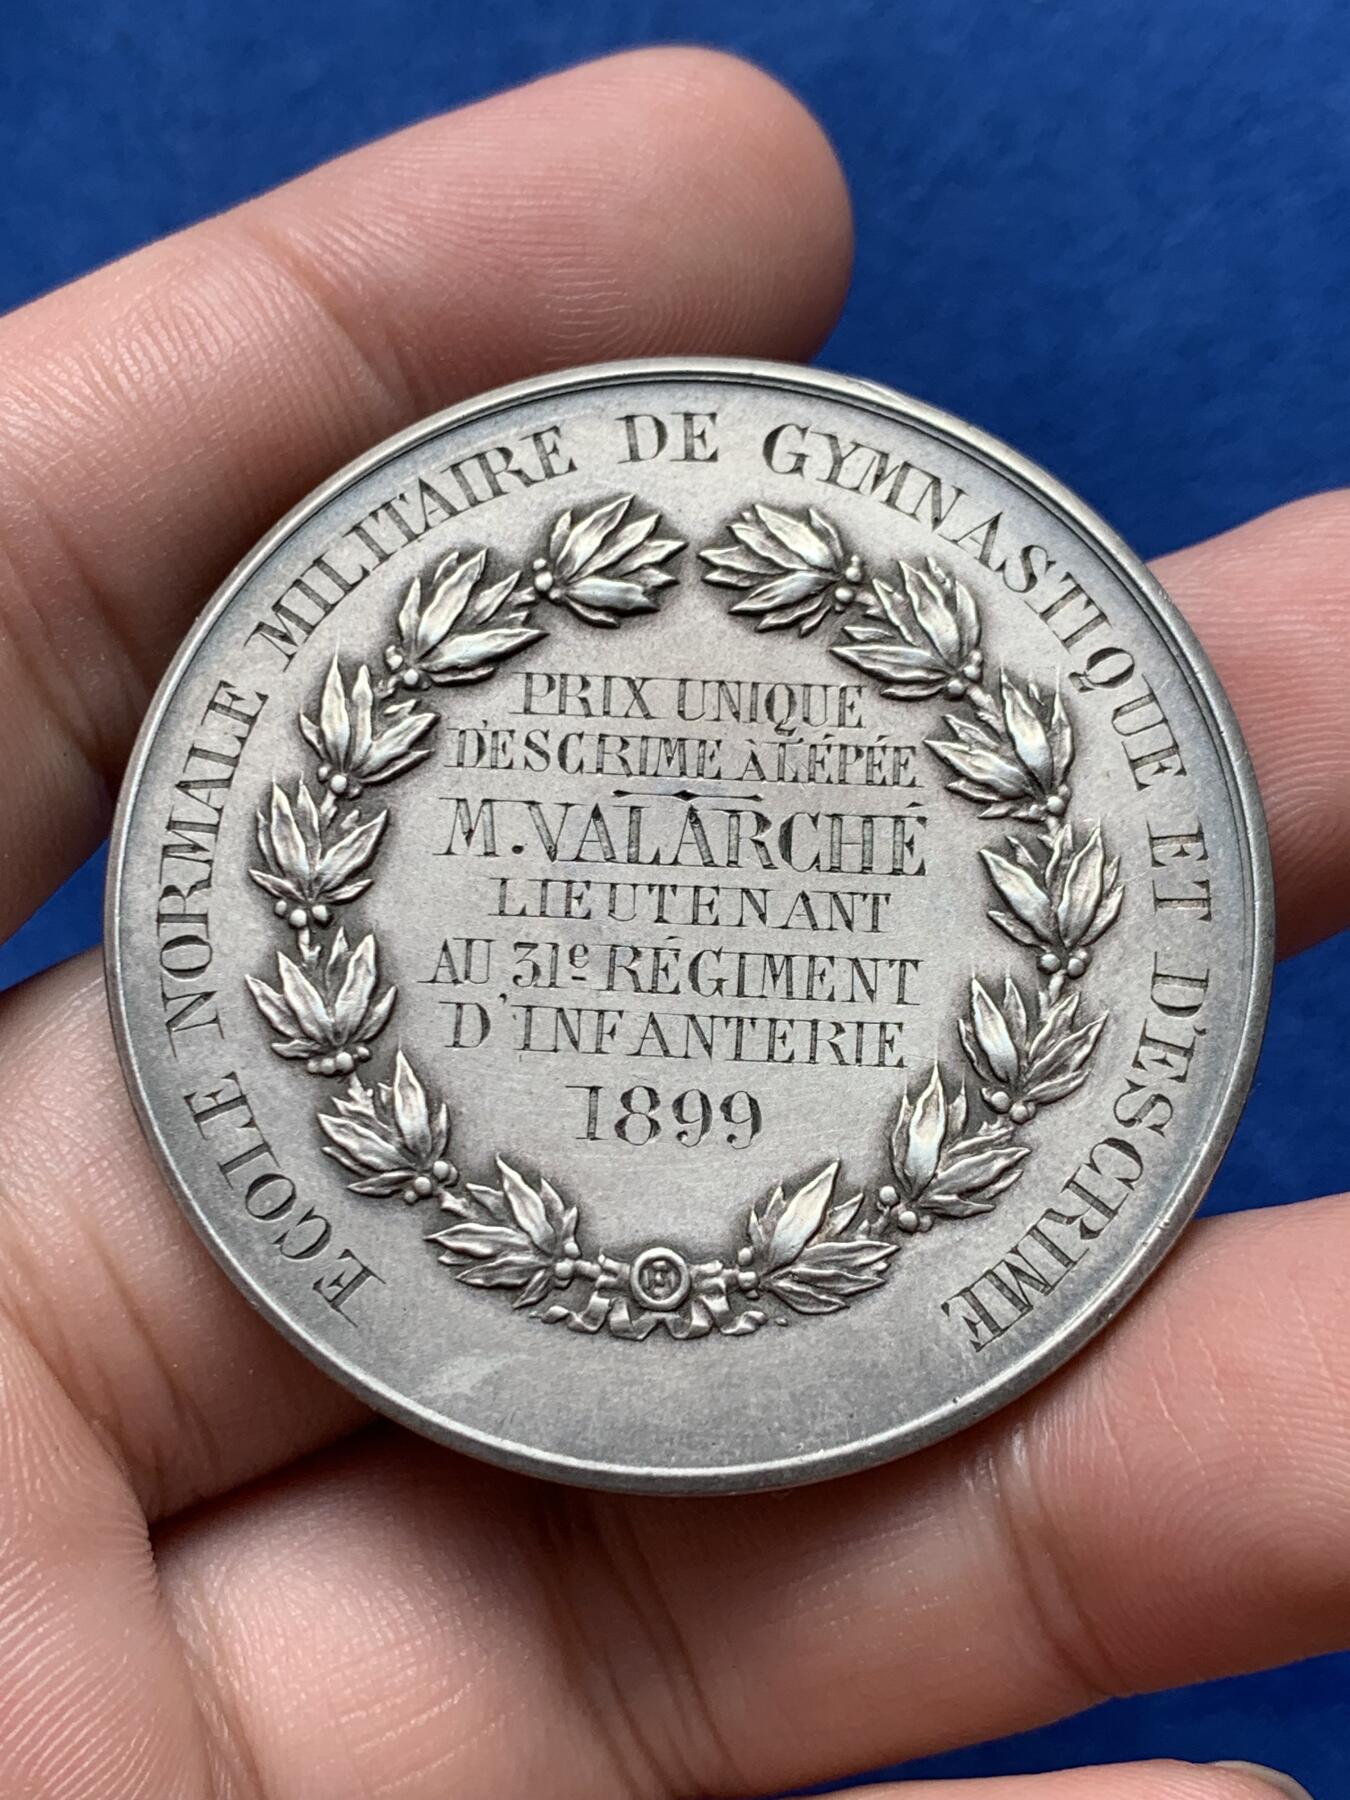 ECOLE NORMALE MILITAIRE DE GYMNASTIQUE ET D'ESCRIME
PRIX UNIQUE
D'ESCRIME À L'ÉPÉE
M. VALARCHÉ
LIEUTENANT
AU 31e RÉGIMENT
D'INFANTERIE
1899